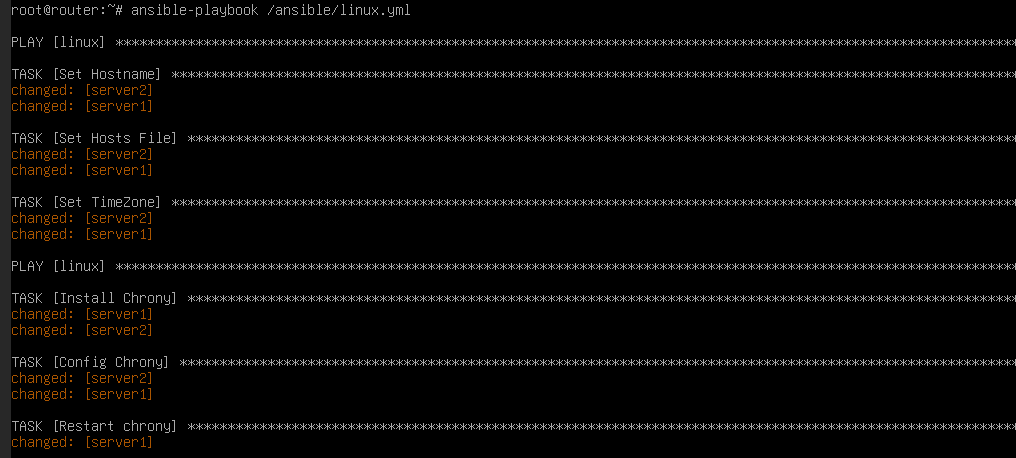 root@router:~# ansible-playbook /ansible/linux.yml
PLAY [linux] ****************************************************************************************************************
TASK [Set Hostname] *********************************************************************************************************
changed: [server2]
changed: [server1]
TASK [Set Hosts File] *******************************************************************************************************
changed: [server2]
changed: [server1]
TASK [Set TimeZone] *********************************************************************************************************
changed: [server2]
changed: [server1]
PLAY [linux] ****************************************************************************************************************
TASK [Install Chrony] *******************************************************************************************************
changed: [server1]
changed: [server2]
TASK [Config Chrony] ********************************************************************************************************
changed: [server2]
changed: [server1]
TASK [Restart chrony] *******************************************************************************************************
changed: [server1]